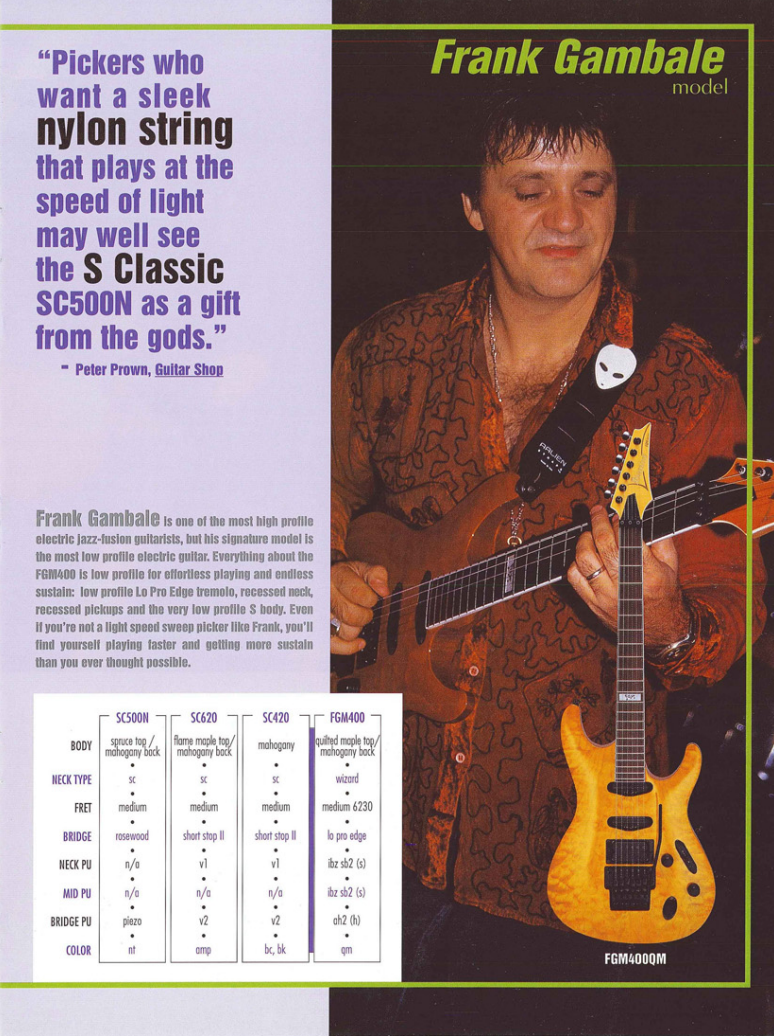 “Pickers who
want a sleek
nylon string
that plays at the
speed of light
may well see
the S Classic
SC500N as a gift
from the gods.”
- Peter Prown, Guitar Shop
Frank Gambale
model
Frank Gambale is one of the most high profile
electric jazz-fusion guitarists, but his signature model is
the most low profile electric guitar. Everything about the
FGM400 is low profile for effortless playing and endless
sustain: low profile Lo Pro Edge tremolo, recessed neck,
recessed pickups and the very low profile S body. Even
if you're not a light speed sweep picker like Frank, you'll
find yourself playing faster and getting more sustain
than you ever thought possible.
SC500N SC620 SC420 FGM400
BODY spruce top / mahogany back flame maple top/ mahogany back mahogany quilted maple top/ mahogany back
NECK TYPE sc sc sc wizard
FRET medium medium medium medium 6230
BRIDGE rosewood short stop II short stop II lo pro edge
NECK PU n/a v1 v1 ibz sb2 (s)
MID PU n/a n/a n/a ibz sb2 (s)
BRIDGE PU piezo v2 v2 ah2 (h)
COLOR nt amp bc, bk qm
FGM400QM